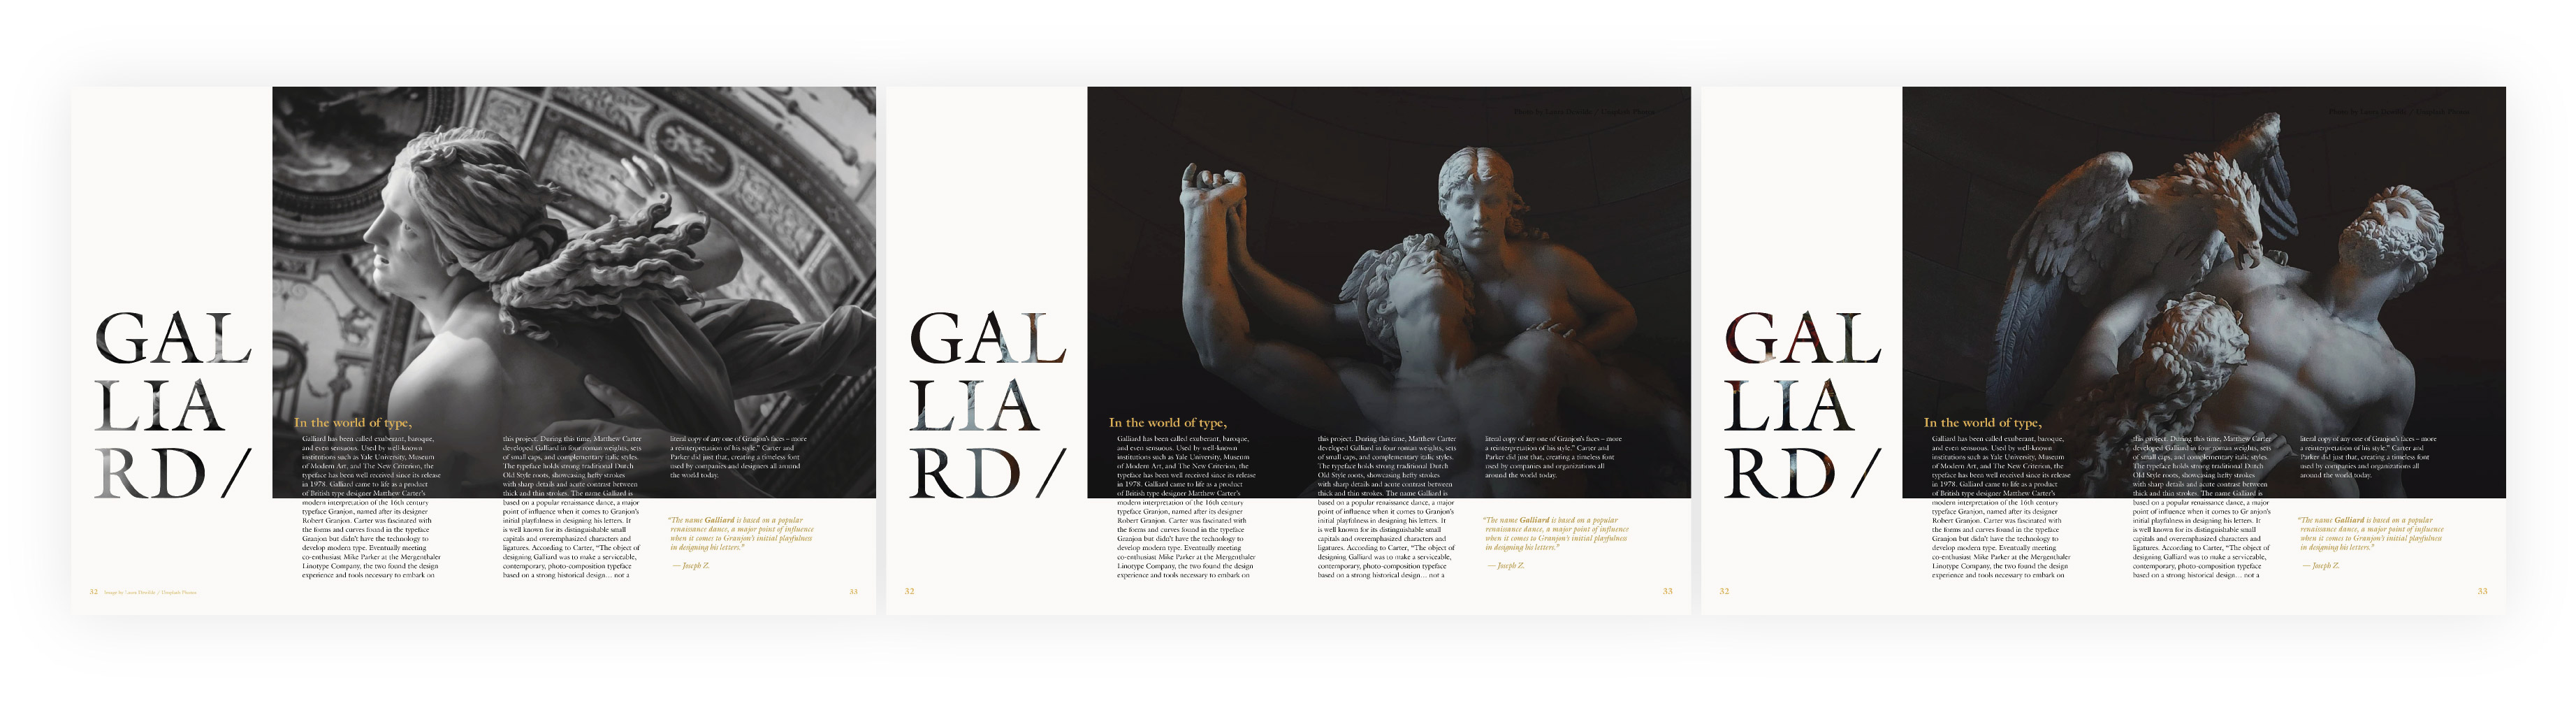 GAL
LIA
RD/
In the world of type,
Galliard has been called exuberant, baroque,
and even sensuous. Used by well-known
institutions such as Yale University, Museum
of Modern Art, and The New Criterion, the
typeface has been well received since its release
in 1978. Galliard came to life as a product
of British type designer Matthew Carter's
modern interpretation of the 16th century
typeface Granjon, named after its designer
Robert Granjon. Carter was fascinated with
the forms and curves found in the typeface
Granjon but didn't have the technology to
develop modern type. Eventually meeting
co-enthusiast Mike Parker at the Mergenthaler
Linotype Company, the two found the design
experience and tools necessary to embark on
this project. During this time, Matthew Carter
developed Galliard in four roman weights, sets
of small caps, and complementary italic styles.
The typeface holds strong traditional Dutch
Old Style roots, showcasing hefty strokes
with sharp details and acute contrast between
thick and thin strokes. The name Galliard is
based on a popular renaissance dance, a major
point of influence when it comes to Granjon's
initial playfulness in designing his letters. It
is well known for its distinguishable small
capitals and overemphasized characters and
ligatures. According to Carter, "The object of
designing Galliard was to make a serviceable,
contemporary, photo-composition typeface
based on a strong historical design… not a
literal copy of any one of Granjon's faces – more
a reinterpretation of his style." Carter and
Parker did just that, creating a timeless font
used by companies and designers all around
the world today.
"The name Galliard is based on a popular
renaissance dance, a major point of influence
when it comes to Granjon's initial playfulness
in designing his letters."
— Joseph Z.
32 Image by / Unsplash Photos
33
Photo by / Unsplash Photos
GAL
LIA
RD/
In the world of type,
Galliard has been called exuberant, baroque,
and even sensuous. Used by well-known
institutions such as Yale University, Museum
of Modern Art, and The New Criterion, the
typeface has been well received since its release
in 1978. Galliard came to life as a product
of British type designer Matthew Carter's
modern interpretation of the 16th century
typeface Granjon, named after its designer
Robert Granjon. Carter was fascinated with
the forms and curves found in the typeface
Granjon but didn't have the technology to
develop modern type. Eventually meeting
co-enthusiast Mike Parker at the Mergenthaler
Linotype Company, the two found the design
experience and tools necessary to embark on
this project. During this time, Matthew Carter
developed Galliard in four roman weights, sets
of small caps, and complementary italic styles.
The typeface holds strong traditional Dutch
Old Style roots, showcasing hefty strokes
with sharp details and acute contrast between
thick and thin strokes. The name Galliard is
based on a popular renaissance dance, a major
point of influence when it comes to Granjon's
initial playfulness in designing his letters. It
is well known for its distinguishable small
capitals and overemphasized characters and
ligatures. According to Carter, "The object of
designing Galliard was to make a serviceable,
contemporary, photo-composition typeface
based on a strong historical design… not a
literal copy of any one of Granjon's faces – more
a reinterpretation of his style." Carter and
Parker did just that, creating a timeless font
used by companies and organizations all
around the world today.
"The name Galliard is based on a popular
renaissance dance, a major point of influence
when it comes to Granjon's initial playfulness
in designing his letters."
— Joseph Z.
32
33
Photo by / Unsplash Photos
GAL
LIA
RD/
In the world of type,
Galliard has been called exuberant, baroque,
and even sensuous. Used by well-known
institutions such as Yale University, Museum
of Modern Art, and The New Criterion, the
typeface has been well received since its release
in 1978. Galliard came to life as a product
of British type designer Matthew Carter's
modern interpretation of the 16th century
typeface Granjon, named after its designer
Robert Granjon. Carter was fascinated with
the forms and curves found in the typeface
Granjon but didn't have the technology to
develop modern type. Eventually meeting
co-enthusiast Mike Parker at the Mergenthaler
Linotype Company, the two found the design
experience and tools necessary to embark on
this project. During this time, Matthew Carter
developed Galliard in four roman weights, sets
of small caps, and complementary italic styles.
The typeface holds strong traditional Dutch
Old Style roots, showcasing hefty strokes
with sharp details and acute contrast between
thick and thin strokes. The name Galliard is
based on a popular renaissance dance, a major
point of influence when it comes to Gr anjon's
initial playfulness in designing his letters. It
is well known for its distinguishable small
capitals and overemphasized characters and
ligatures. According to Carter, "The object of
designing Galliard was to make a serviceable,
contemporary, photo-composition typeface
based on a strong historical design… not a
literal copy of any one of Granjon's faces – more
a reinterpretation of his style." Carter and
Parker did just that, creating a timeless font
used by companies and organizations all
around the world today.
"The name Galliard is based on a popular
renaissance dance, a major point of influence
when it comes to Granjon's initial playfulness
in designing his letters."
— Joseph Z.
32
33